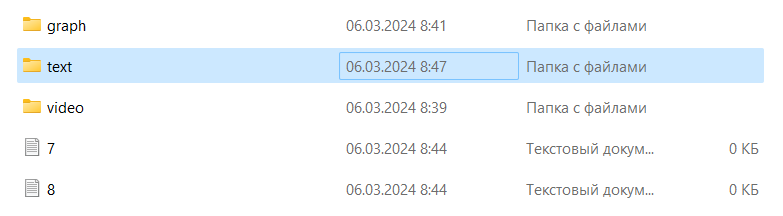 graph 06.03.2024 8:41 Папка с файлами
text 06.03.2024 8:47 Папка с файлами
video 06.03.2024 8:39 Папка с файлами
7 06.03.2024 8:44 Текстовый докум... 0 КБ
8 06.03.2024 8:44 Текстовый докум... 0 КБ